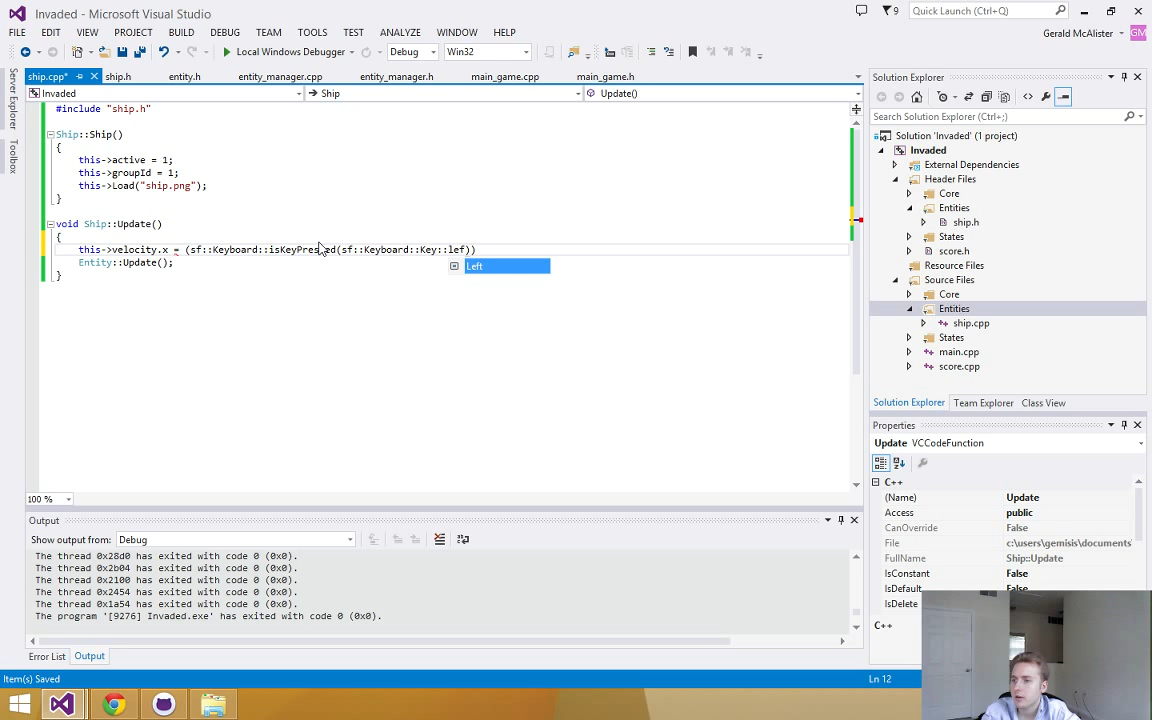 Invaded - Microsoft Visual Studio
9
Quick Launch (Ctrl+Q)
FILE EDIT VIEW PROJECT BUILD DEBUG TEAM TOOLS TEST ANALYZE WINDOW HELP
Gerald McAlister GM
Local Windows Debugger Debug Win32
Server Explorer
Toolbox
ship.cpp* ship.h entity.h entity_manager.cpp entity_manager.h main_game.cpp main_game.h
Invaded Ship Update()
#include "ship.h"
Ship::Ship()
{
this->active = 1;
this->groupId = 1;
this->Load("ship.png");
}
void Ship::Update()
{
this->velocity.x = (sf::Keyboard::isKeyPressed(sf::Keyboard::Key::lef))
Left
Entity::Update();
}
100 %
Solution Explorer
Search Solution Explorer (Ctrl+;)
Solution 'Invaded' (1 project)
Invaded
External Dependencies
Header Files
Core
Entities
ship.h
States
score.h
Resource Files
Source Files
Core
Entities
ship.cpp
States
main.cpp
score.cpp
Solution Explorer Team Explorer Class View
Properties
Update VCCodeFunction
C++
(Name) Update
Access public
CanOverride False
File c:\users\gemisis\documents
FullName Ship::Update
IsConstant False
IsDefault False
IsDelete
C++
Output
Show output from: Debug
The thread 0x28d0 has exited with code 0 (0x0).
The thread 0x2b04 has exited with code 0 (0x0).
The thread 0x2100 has exited with code 0 (0x0).
The thread 0x2454 has exited with code 0 (0x0).
The thread 0x1a54 has exited with code 0 (0x0).
The program '[9276] Invaded.exe' has exited with code 0 (0x0).
Error List Output
Item(s) Saved
Ln 12